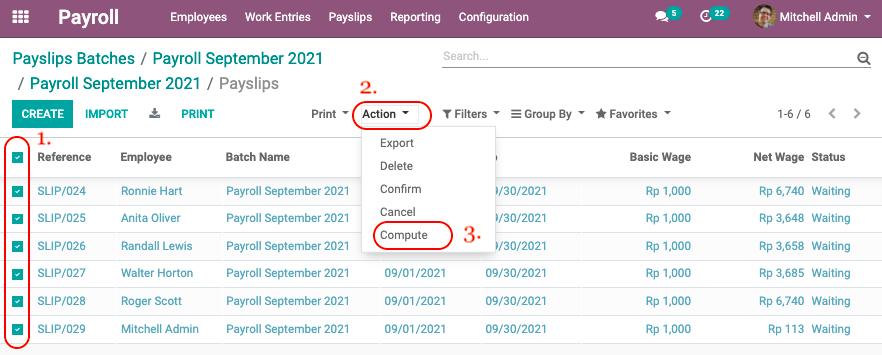 Payroll Employees Work Entries Payslips Reporting Configuration 5 22 Mitchell Admin
Payslips Batches / Payroll September 2021 Search...
/ Payroll September 2021 / Payslips
2.
CREATE IMPORT PRINT Print Action Filters Group By Favorites 1-6 / 6
1.
Export
Delete
Confirm
Cancel
Compute 3.
Reference Employee Batch Name Basic Wage Net Wage Status
SLIP/024 Ronnie Hart Payroll September 2021 09/30/2021 Rp 1,000 Rp 6,740 Waiting
SLIP/025 Anita Oliver Payroll September 2021 09/30/2021 Rp 1,000 Rp 3,648 Waiting
SLIP/026 Randall Lewis Payroll September 2021 09/30/2021 Rp 1,000 Rp 3,658 Waiting
SLIP/027 Walter Horton Payroll September 2021 09/01/2021 09/30/2021 Rp 1,000 Rp 3,685 Waiting
SLIP/028 Roger Scott Payroll September 2021 09/01/2021 09/30/2021 Rp 1,000 Rp 6,740 Waiting
SLIP/029 Mitchell Admin Payroll September 2021 09/01/2021 09/30/2021 Rp 1,000 Rp 113 Waiting